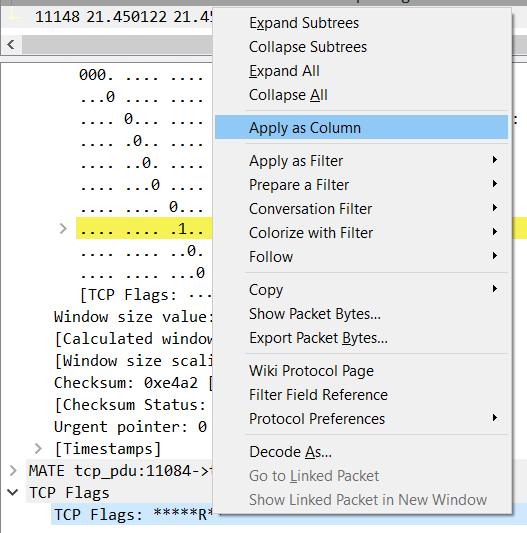 11148 21.450122 21.45
Expand Subtrees
Collapse Subtrees
Expand All
Collapse All
Apply as Column
Apply as Filter
Prepare a Filter
Conversation Filter
Colorize with Filter
Follow
Copy
Show Packet Bytes...
Export Packet Bytes...
Wiki Protocol Page
Filter Field Reference
Protocol Preferences
Decode As...
Go to Linked Packet
Show Linked Packet in New Window
000. .... ....
...0 .... ....
.... 0... ....
.... .0.. ....
.... ..0. ....
.... ...0 ....
.... .... 0...
.... .... .1..
.... .... ..0.
.... .... ...0
[TCP Flags: ...
Window size value:
[Calculated window
[Window size scali
Checksum: 0xe4a2 [
[Checksum Status:
Urgent pointer: 0
[Timestamps]
MATE tcp_pdu:11084->
TCP Flags
TCP Flags: *****R*